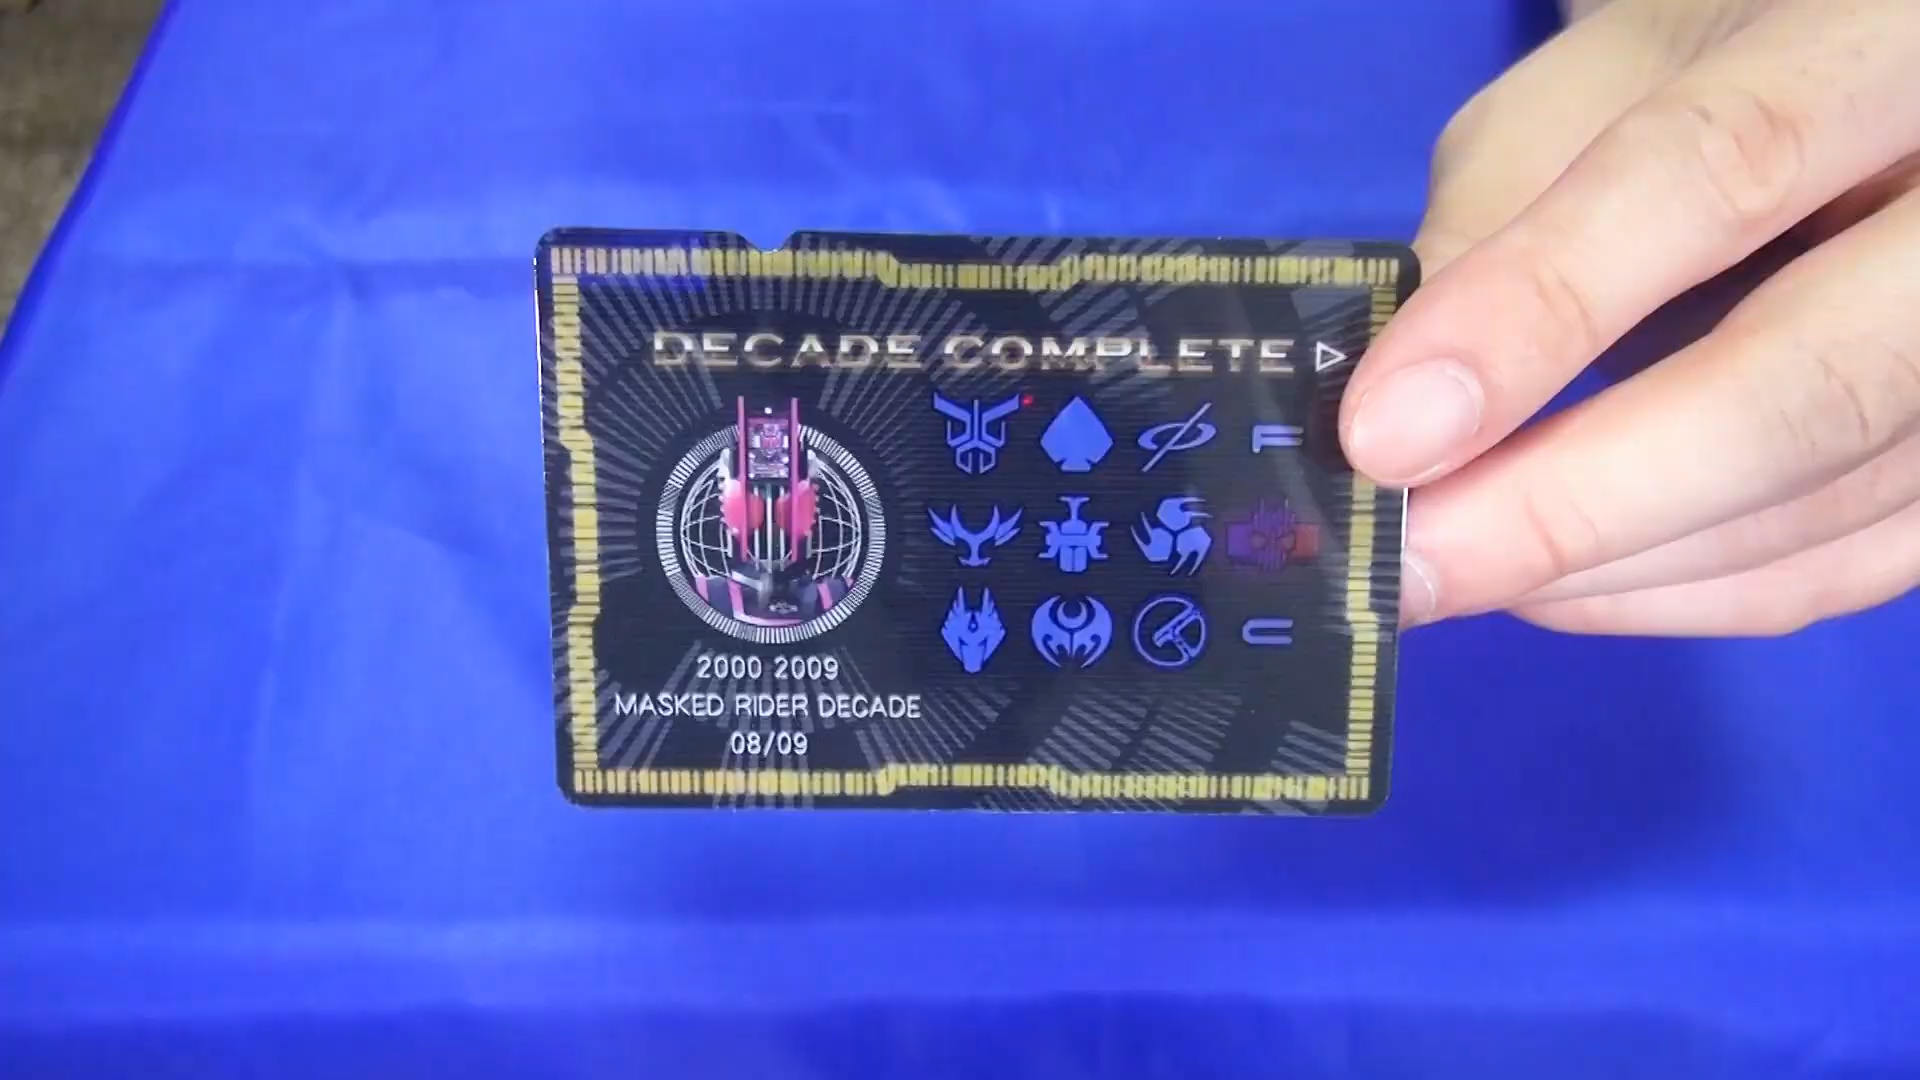 DECADE COMPLETE
F
C
2000 2009
MASKED RIDER DECADE
08/09